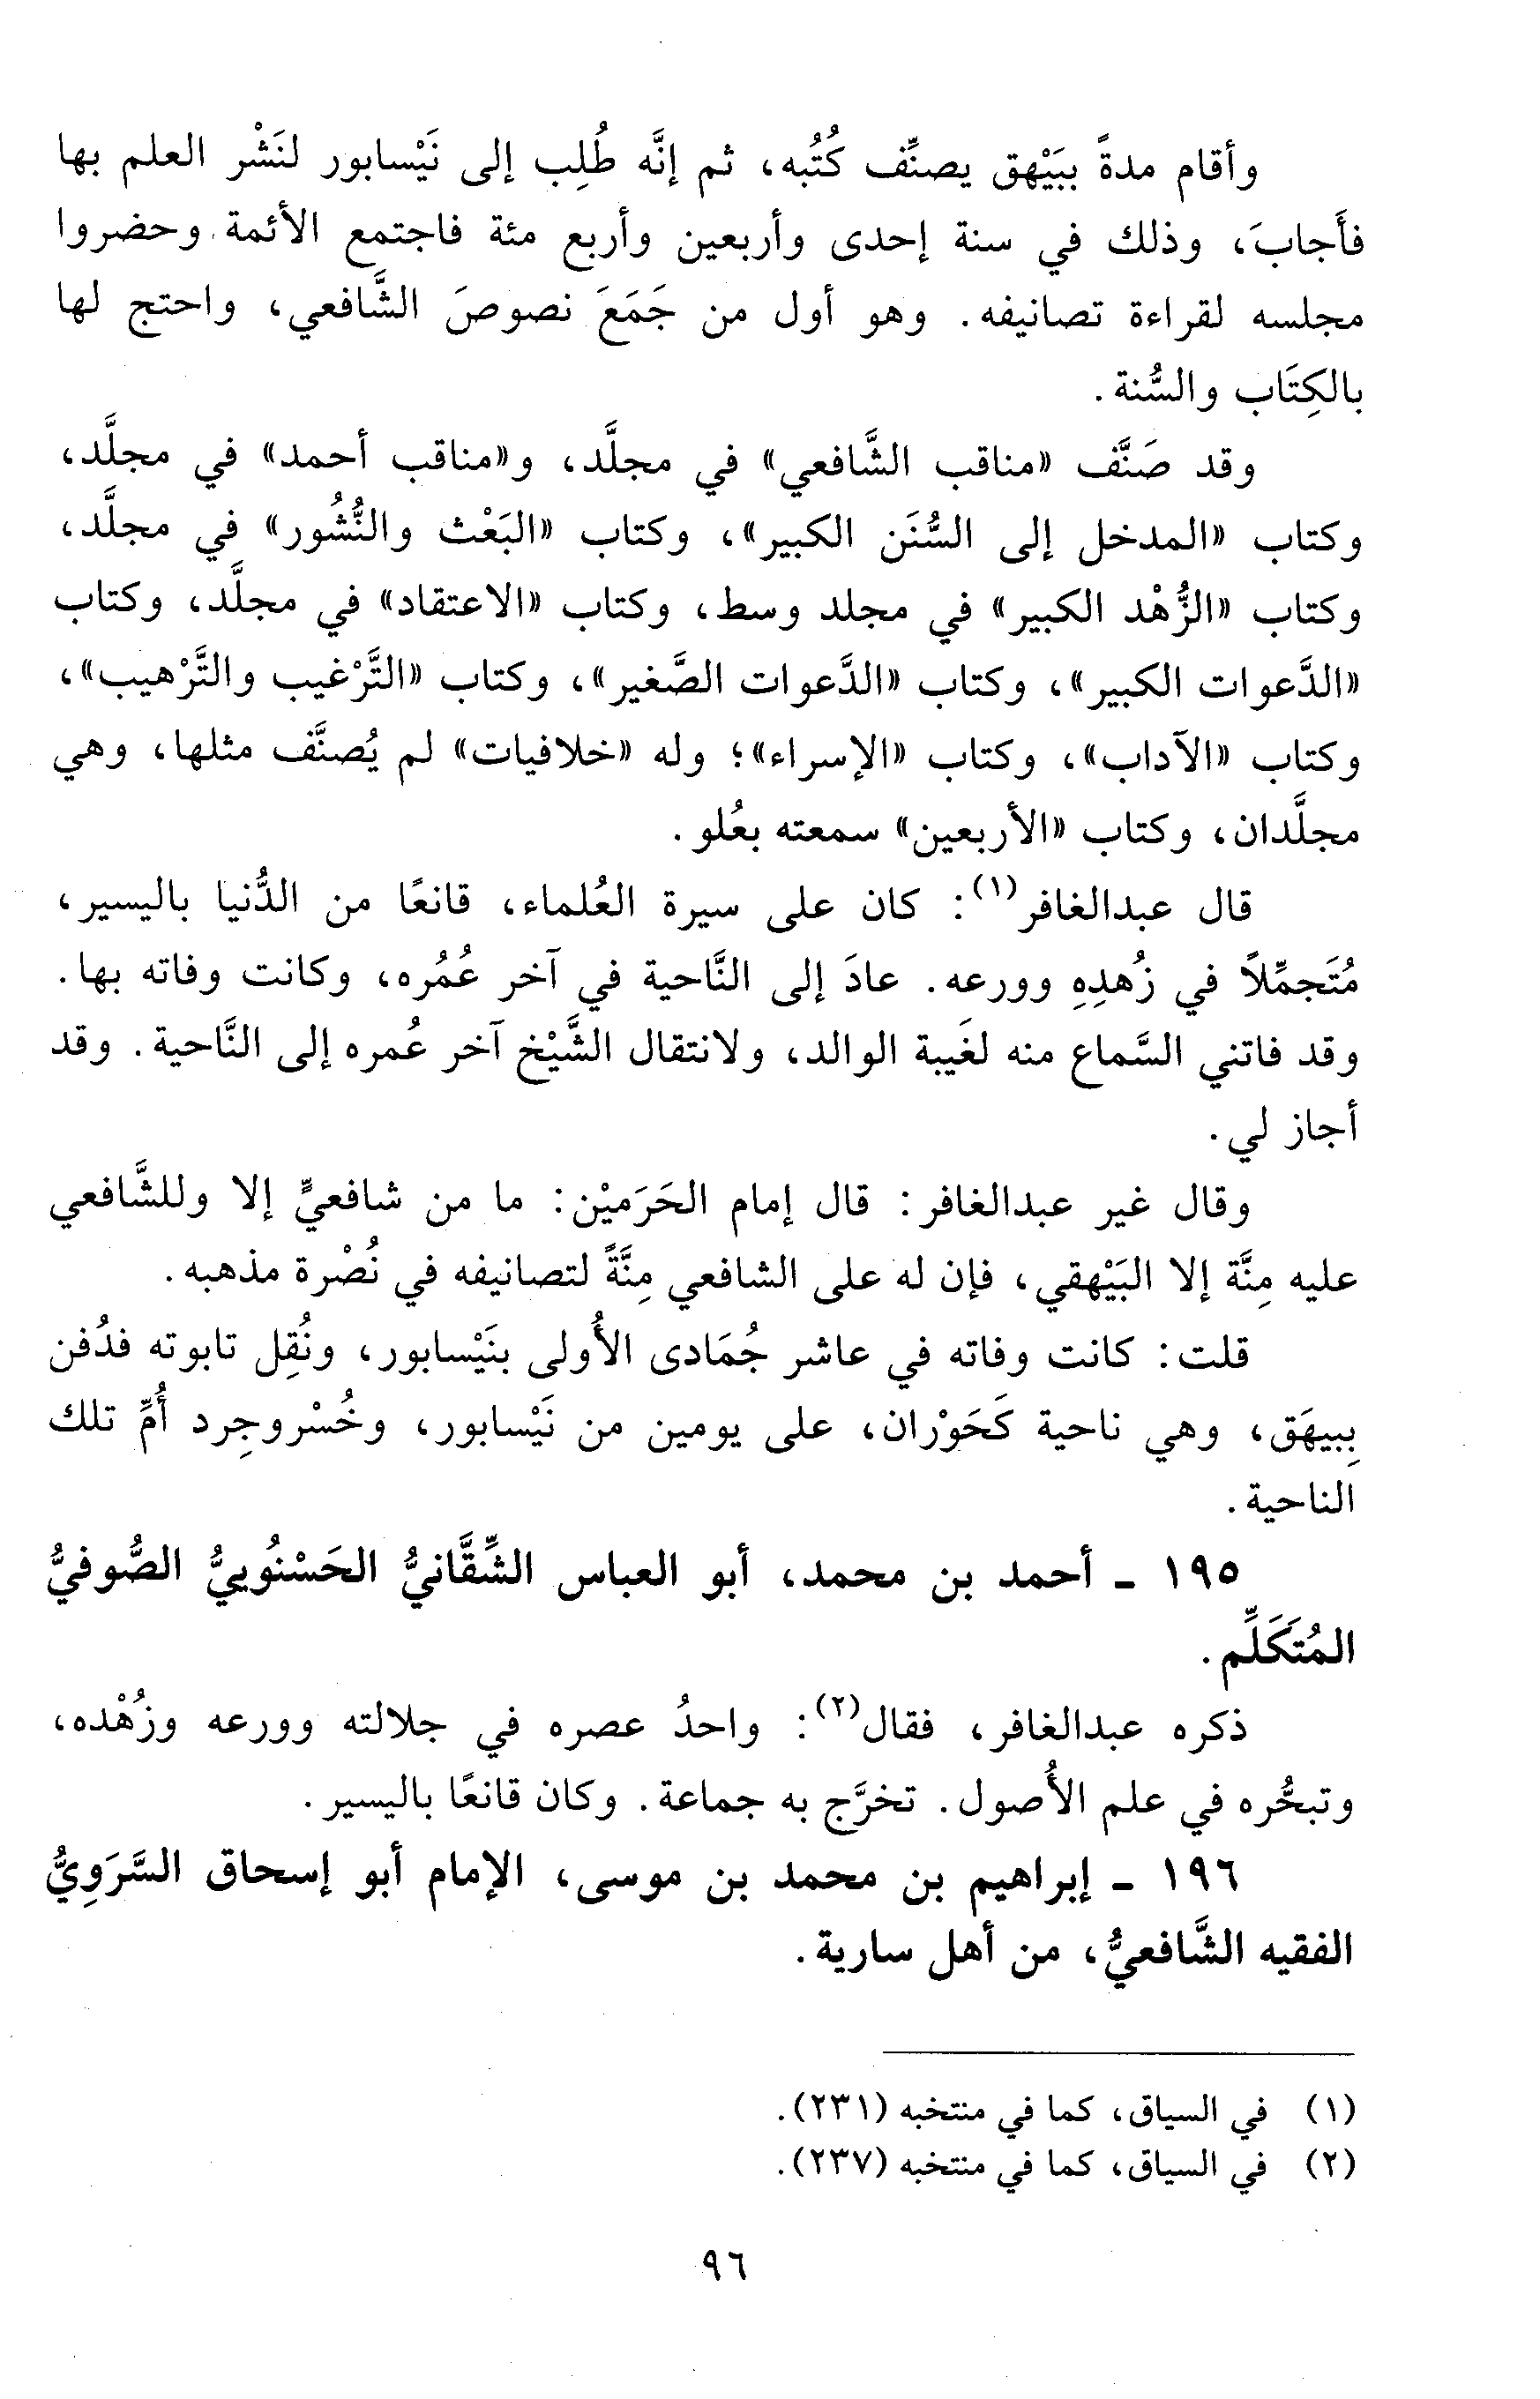 وأقام مدةً ببَيْهق يصنِّف كُتُبه، ثم إنَّه طُلِب إلى نَيْسابور لنَشْر العلم بها
فأَجابَ، وذلك في سنة إحدى وأربعين وأربع مئة فاجتمع الأئمة وحضروا
مجلسه لقراءة تصانيفه. وهو أول من جَمَعَ نصوصَ الشَّافعي، واحتج لها
بالكِتَاب والسُّنة.
وقد صَنَّف «مناقب الشَّافعي» في مجلَّد، و«مناقب أحمد» في مجلَّد،
وكتاب «المدخل إلى السُّنَن الكبير»، وكتاب «البَعْث والنُّشُور» في مجلَّد،
وكتاب «الزُّهْد الكبير» في مجلد وسط، وكتاب «الاعتقاد» في مجلَّد، وكتاب
«الدَّعوات الكبير»، وكتاب «الدَّعوات الصَّغير»، وكتاب «التَّرْغيب والتَّرْهيب»،
وكتاب «الآداب»، وكتاب «الإسراء»؛ وله «خلافيات» لم يُصنَّف مثلها، وهي
مجلَّدان، وكتاب «الأربعين» سمعته بعُلو.
قال عبدالغافر(١): كان على سيرة العُلماء، قانعًا من الدُّنيا باليسير،
مُتَجمِّلاً في زُهدِهِ وورعه. عادَ إلى النَّاحية في آخر عُمُره، وكانت وفاته بها.
وقد فاتني السَّماع منه لغَيبة الوالد، ولانتقال الشَّيْخ آخر عُمره إلى النَّاحية. وقد
أجاز لي.
وقال غير عبدالغافر: قال إمام الحَرَميْن: ما من شافعيٍّ إلا وللشَّافعي
عليه مِنَّة إلا البَيْهقي، فإن له على الشافعي مِنَّةً لتصانيفه في نُصْرة مذهبه.
قلت: كانت وفاته في عاشر جُمَادى الأُولى بنَيْسابور، ونُقِل تابوته فدُفن
بِبيهَق، وهي ناحية كَحَوْران، على يومين من نَيْسابور، وخُسْروجِرد أُمِّ تلك
الناحية.
١٩٥ ـ أحمد بن محمد، أبو العباس الشِّقَّانيُّ الحَسْنُوييُّ الصُّوفيُّ
المُتَكَلِّم.
ذكره عبدالغافر، فقال(٢): واحدُ عصره في جلالته وورعه وزُهْده،
وتبحُّره في علم الأُصول. تخرَّج به جماعة. وكان قانعًا باليسير.
١٩٦ ـ إبراهيم بن محمد بن موسى، الإمام أبو إسحاق السَّرَوِيُّ
الفقيه الشَّافعيُّ، من أهل سارية.
(١) في السياق، كما في منتخبه (٢٣١).
(٢) في السياق، كما في منتخبه (٢٣٧).
٩٦